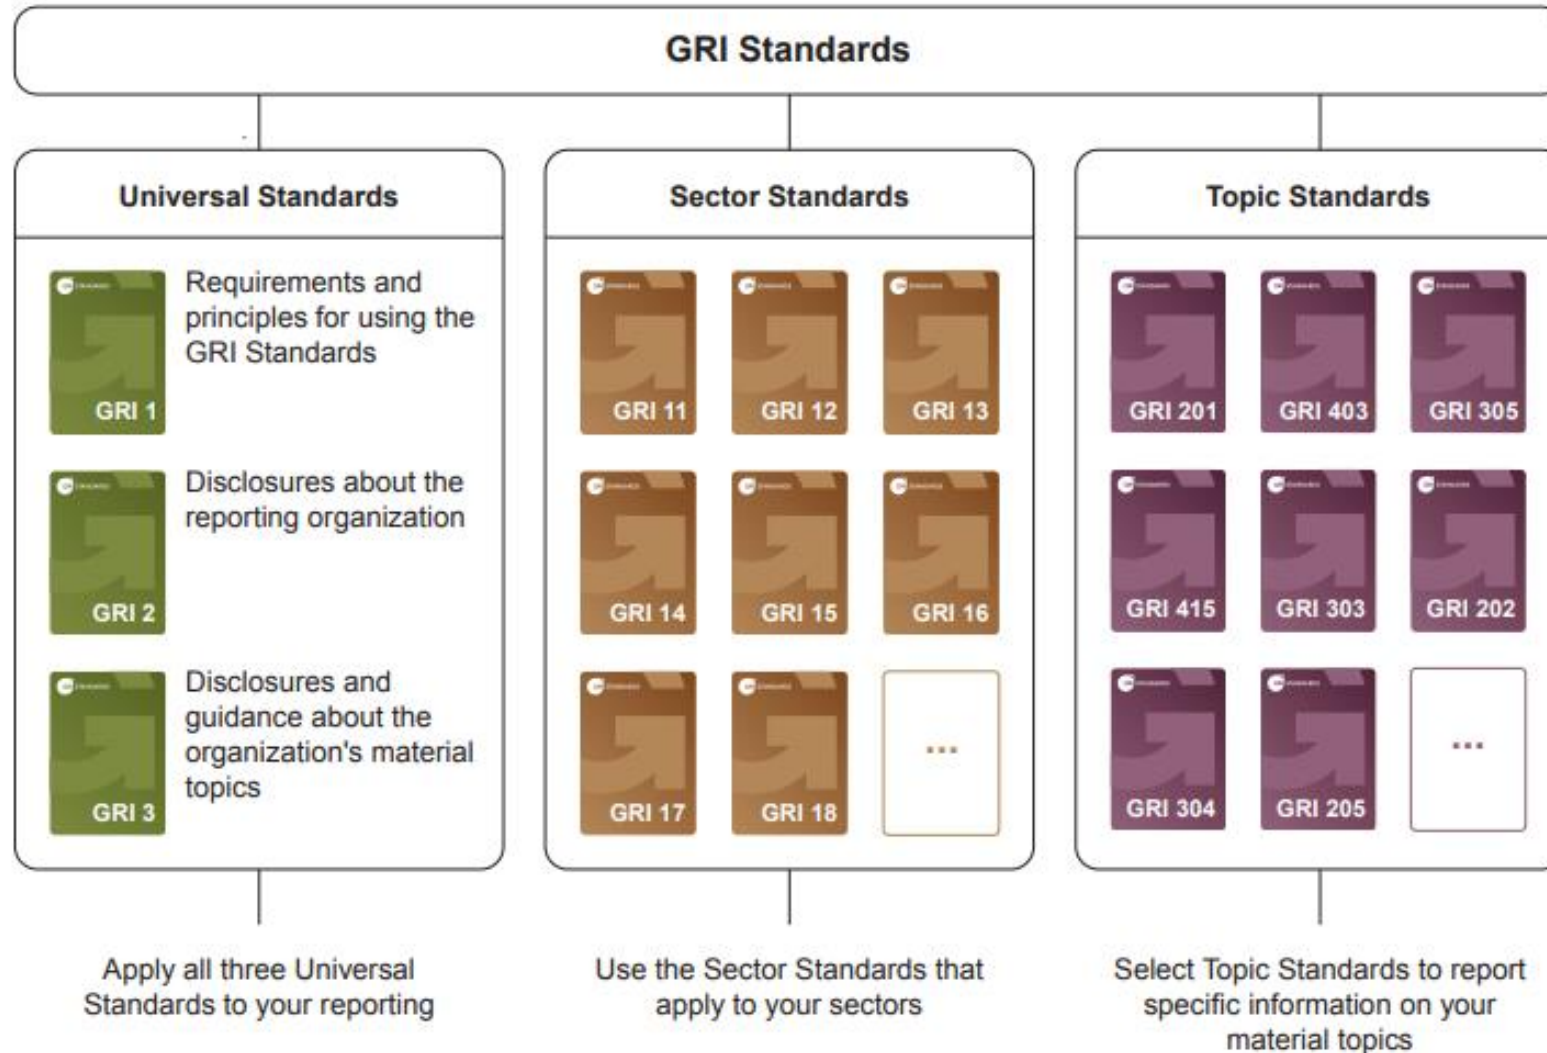 GRI Standards
Universal Standards
Requirements and
principles for using the
GRI Standards
GRI 1
Disclosures about the
reporting organization
GRI 2
Disclosures and
guidance about the
organization's material
topics
GRI 3
Apply all three Universal
Standards to your reporting
Sector Standards
GRI 11
GRI 12
GRI 13
GRI 14
GRI 15
GRI 16
GRI 17
GRI 18
...
Use the Sector Standards that
apply to your sectors
Topic Standards
GRI 201
GRI 403
GRI 305
GRI 415
GRI 303
GRI 202
GRI 304
GRI 205
...
Select Topic Standards to report
specific information on your
material topics